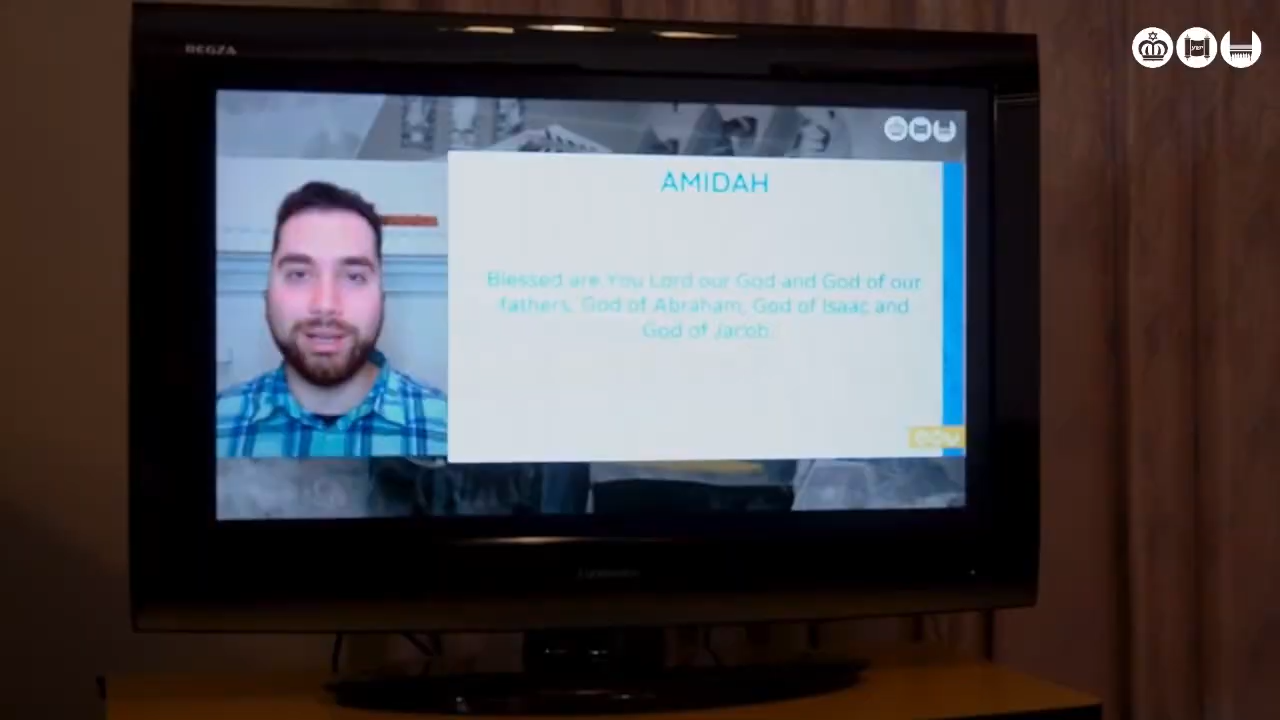 REGZA
AMIDAH
Blessed are You Lord our God and God of our
fathers, God of Abraham, God of Isaac and
God of Jacob.